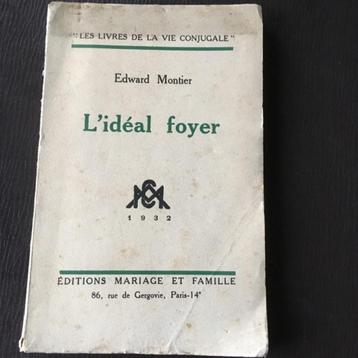 "LES LIVRES DE LA VIE CONJUGALE"
Edward Montier
L'idéal foyer
1932
ÉDITIONS MARIAGE ET FAMILLE
86, rue de Gergovie, Paris-14e